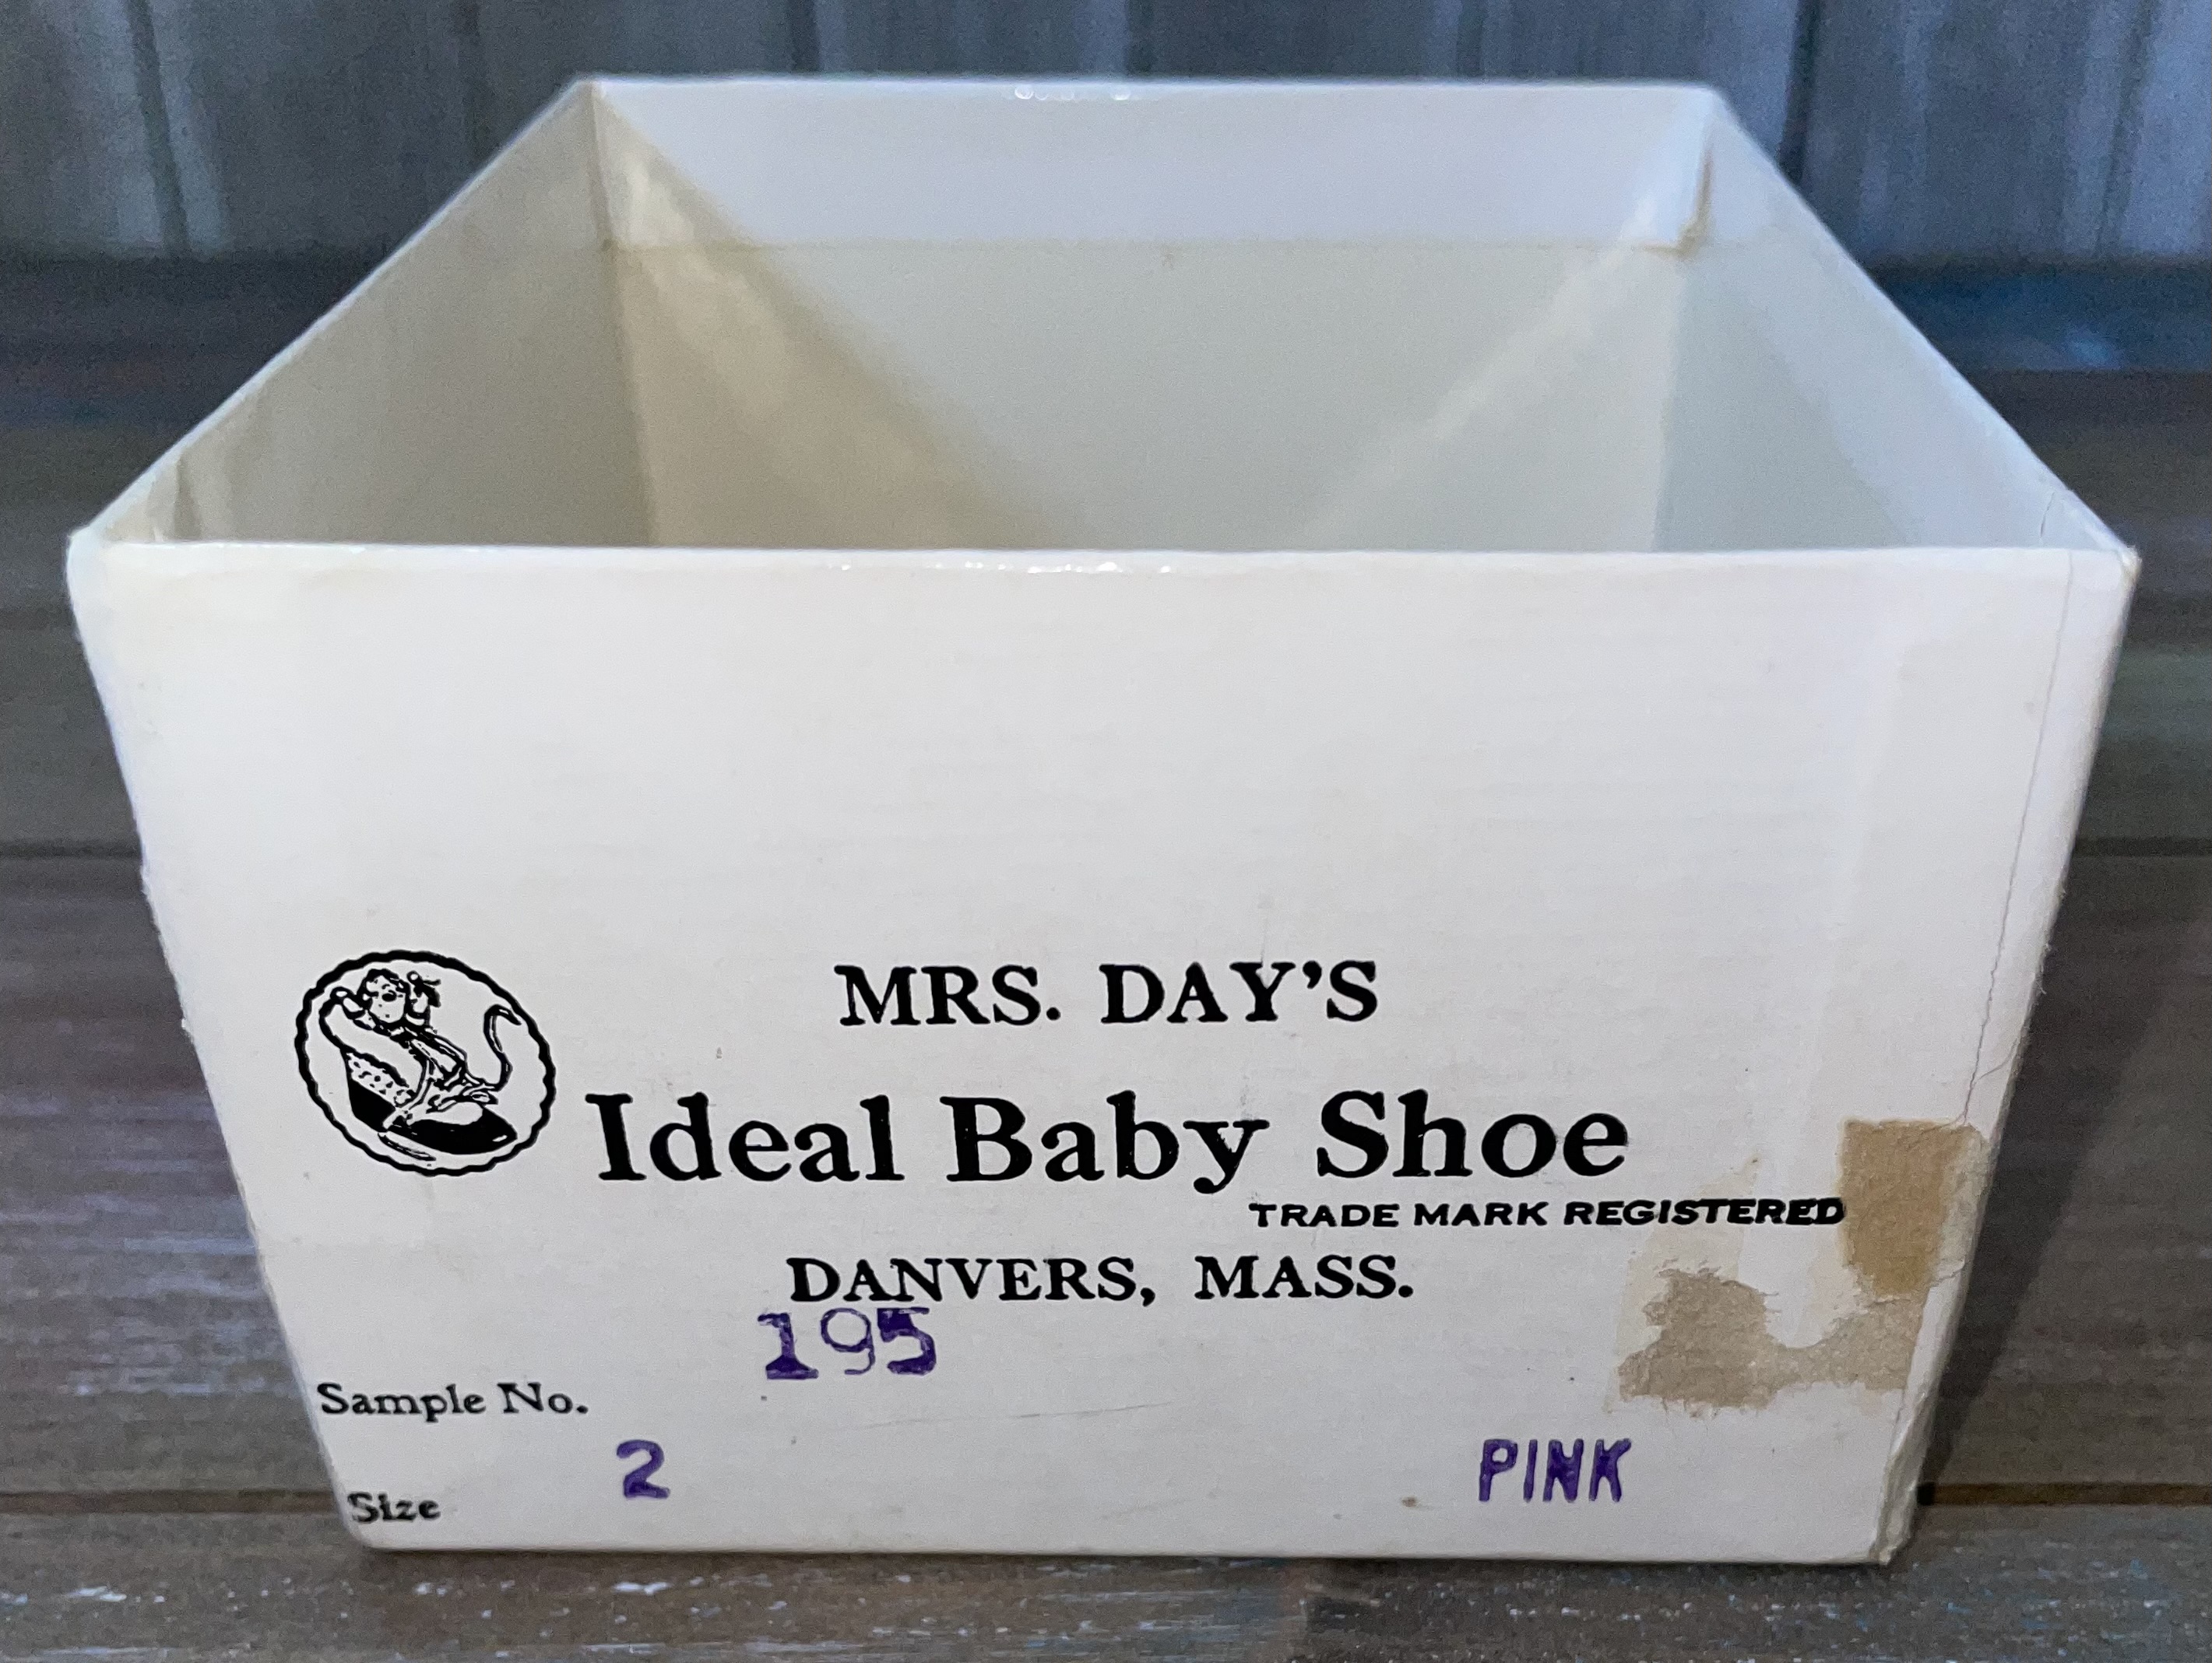 MRS. DAY'S
Ideal Baby Shoe
TRADE MARK REGISTERED
DANVERS, MASS.
195
Sample No.
2 PINK
Size